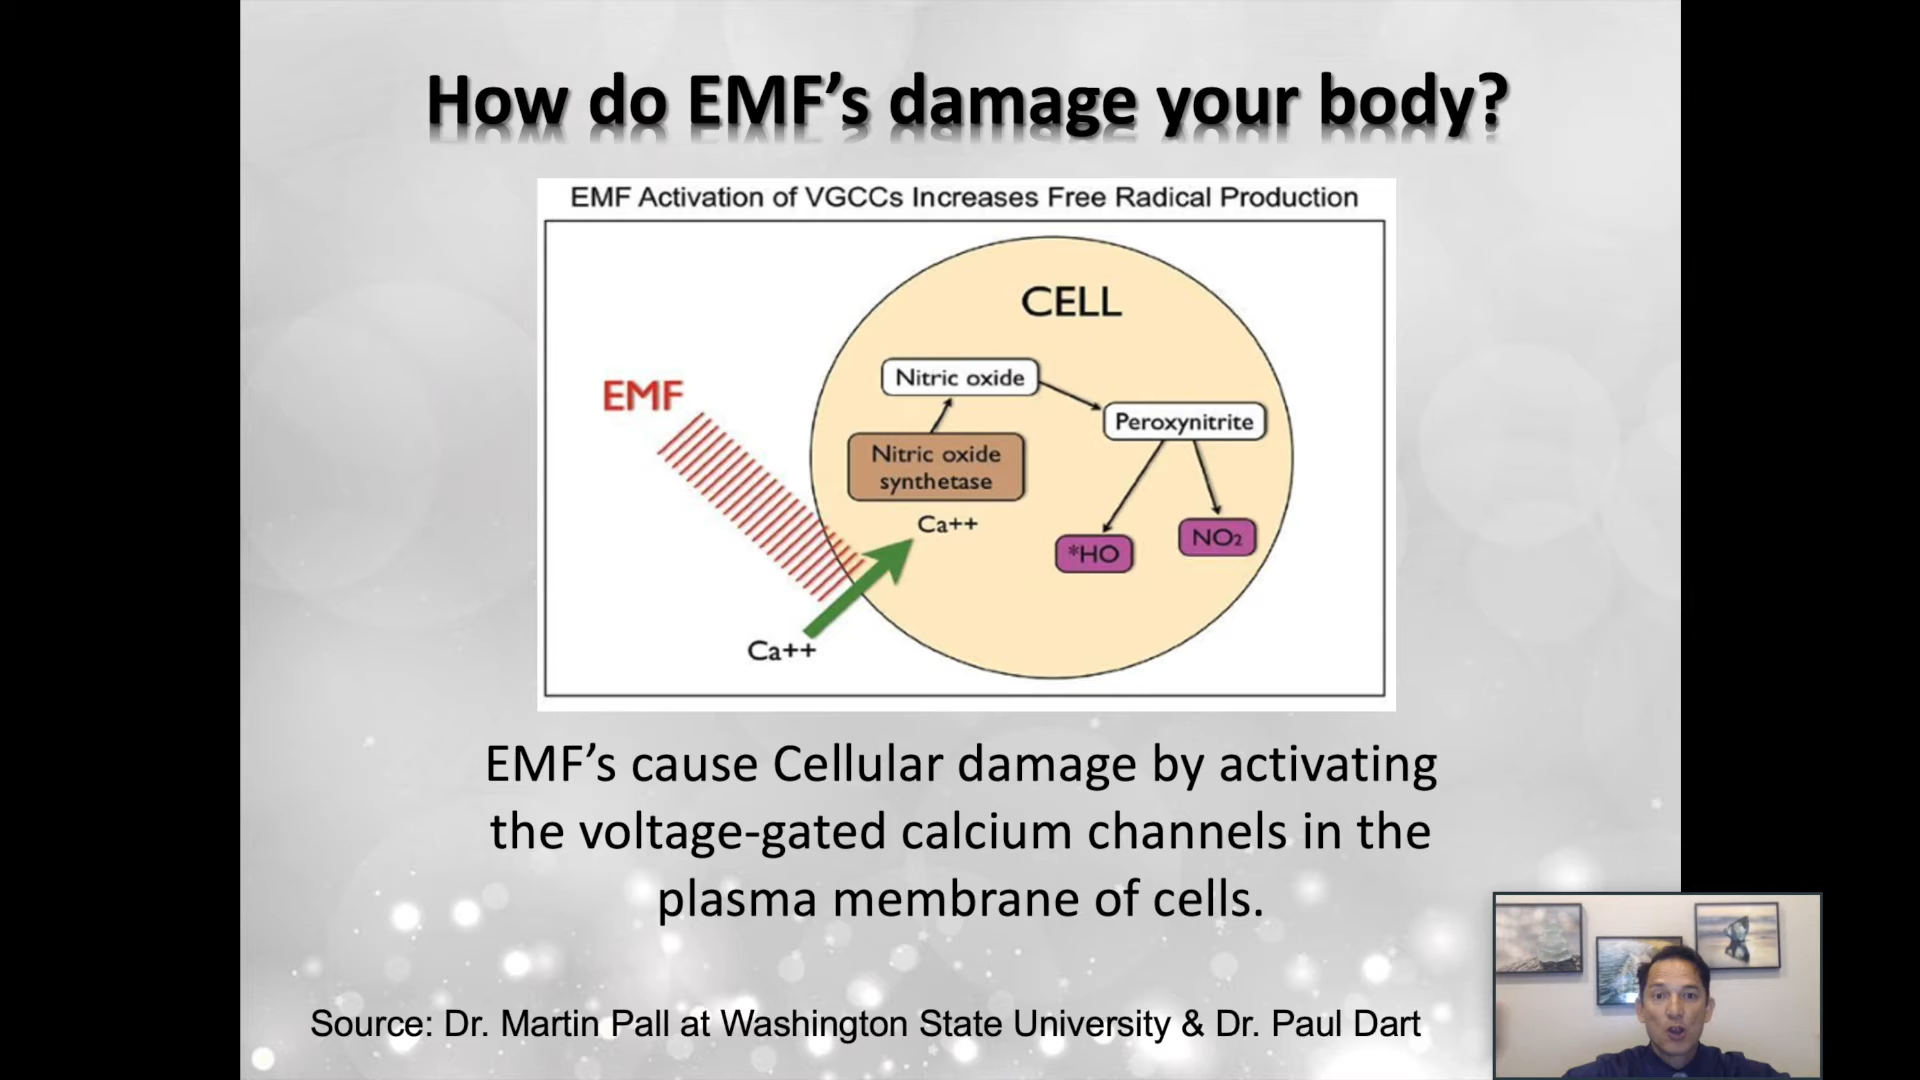 How do EMF’s damage your body?
EMF Activation of VGCCs Increases Free Radical Production
CELL
Nitric oxide
EMF
Peroxynitrite
Nitric oxide
synthetase
Ca++
*HO
NO₂
Ca++
EMF’s cause Cellular damage by activating
the voltage-gated calcium channels in the
plasma membrane of cells.
Source: Dr. Martin Pall at Washington State University & Dr. Paul Dart